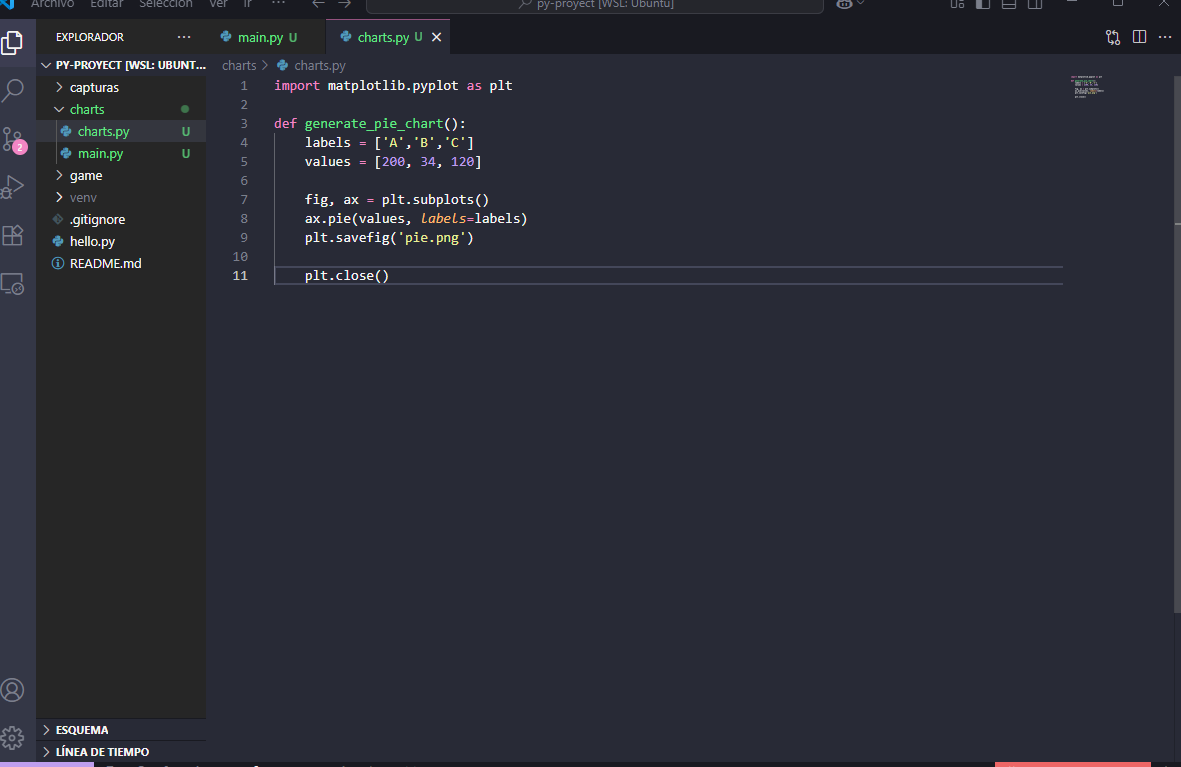 Archivo Editar Selección Ver Ir ··· py-proyect [WSL: Ubuntu]
EXPLORADOR ···
main.py U
charts.py U
PY-PROYECT [WSL: UBUNT...
capturas
charts
charts.py U
main.py U
game
venv
.gitignore
hello.py
README.md
2
charts > charts.py
1 import matplotlib.pyplot as plt
2
3 def generate_pie_chart():
4     labels = ['A','B','C']
5     values = [200, 34, 120]
6
7     fig, ax = plt.subplots()
8     ax.pie(values, labels=labels)
9     plt.savefig('pie.png')
10
11     plt.close()
ESQUEMA
LÍNEA DE TIEMPO